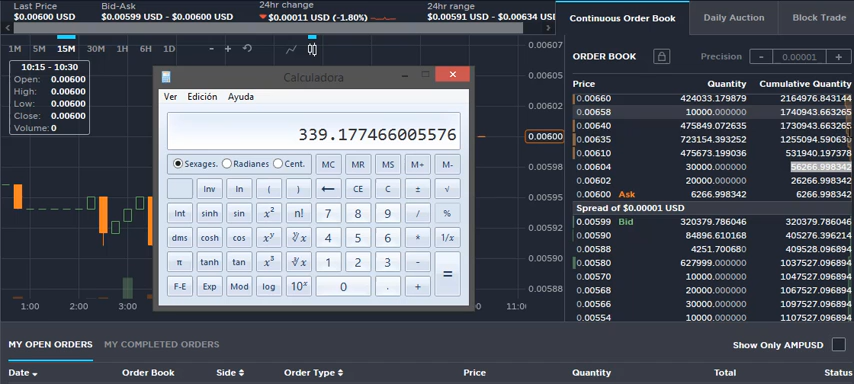 Last Price Bid-Ask 24hr change 24hr range
$0.00600 USD $0.00599 USD - $0.00600 USD $0.00011 USD (-1.80%) $0.00591 USD - $0.00634 USD
Continuous Order Book Daily Auction Block Trade
1M 5M 15M 30M 1H 6H 1D - +
10:15 - 10:30
Open: 0.00600
High: 0.00600
Low: 0.00600
Close: 0.00600
Volume: 0
Calculadora
Ver Edición Ayuda
339.177466005576
Sexages. Radianes Cent. MC MR MS M+ M-
Inv ln ( ) ← CE C ± √
Int sinh sin x² n! 7 8 9 / %
dms cosh cos xʸ ʸ√x 4 5 6 * 1/x
π tanh tan x³ ³√x 1 2 3 - =
F-E Exp Mod log 10ˣ 0 . +
0.00607
0.00605
0.00602
0.00600
0.00598
0.00595
0.00592
0.00590
0.00588
1:00 2:00 3:00 11:00
ORDER BOOK Precision - 0.00001 +
Price Quantity Cumulative Quantity
0.00660 424033.179879 2164976.843144
0.00658 10000.000000 1740943.663265
0.00640 475849.072635 1730943.663265
0.00635 723154.393252 1255094.590630
0.00610 475673.199036 531940.197378
0.00604 30000.000000 56266.998342
0.00602 20000.000000 26266.998342
0.00600 Ask 6266.998342 6266.998342
Spread of $0.00001 USD
0.00599 Bid 320379.786046 320379.786046
0.00590 84896.610168 405276.396214
0.00588 4251.700680 409528.096894
0.00580 627999.000000 1037527.096894
0.00570 10000.000000 1047527.096894
0.00568 20000.000000 1067527.096894
0.00566 30000.000000 1097527.096894
0.00554 10000.000000 1107527.096894
MY OPEN ORDERS MY COMPLETED ORDERS Show Only AMPUSD
Date Order Book Side Order Type Price Quantity Total Status